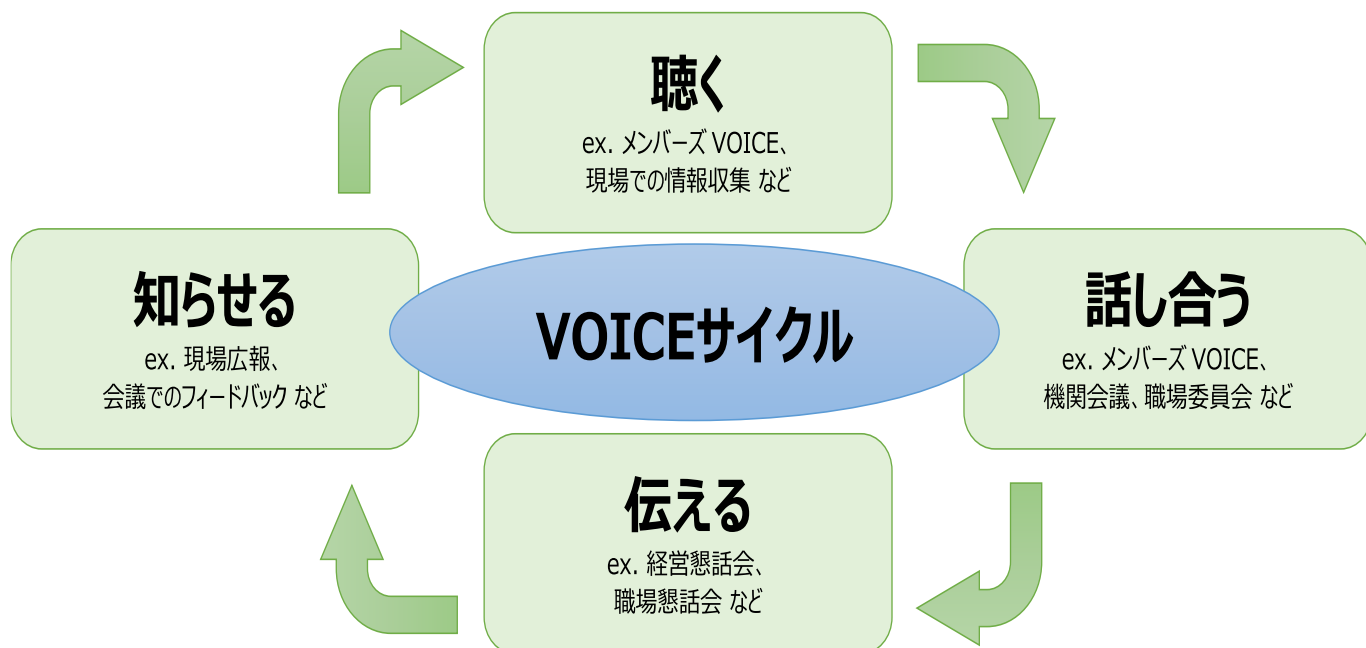 聴く
ex. メンバーズ VOICE、
現場での情報収集 など
知らせる
ex. 現場広報、
会議でのフィードバック など
VOICEサイクル
話し合う
ex. メンバーズ VOICE、
機関会議、職場委員会 など
伝える
ex. 経営懇話会、
職場懇話会 など